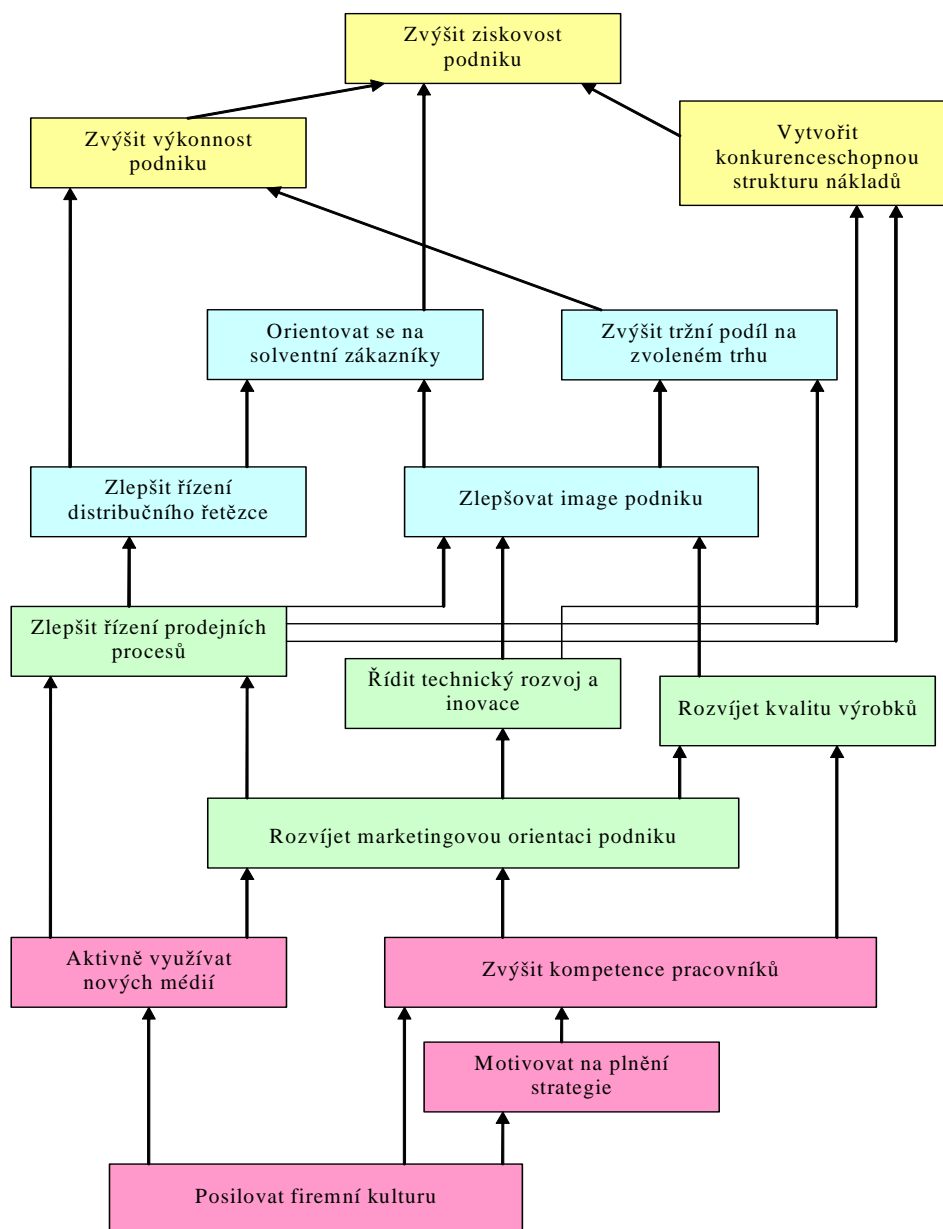 Zvýšit ziskovost
podniku
Zvýšit výkonnost
podniku
Vytvořit
konkurenceschopnou
strukturu nákladů
Orientovat se na
solventní zákazníky
Zvýšit tržní podíl na
zvoleném trhu
Zlepšit řízení
distribučního řetězce
Zlepšovat image podniku
Zlepšit řízení prodejních
procesů
Řídit technický rozvoj a
inovace
Rozvíjet kvalitu výrobků
Rozvíjet marketingovou orientaci podniku
Aktivně využívat
nových médií
Zvýšit kompetence pracovníků
Motivovat na plnění
strategie
Posilovat firemní kulturu